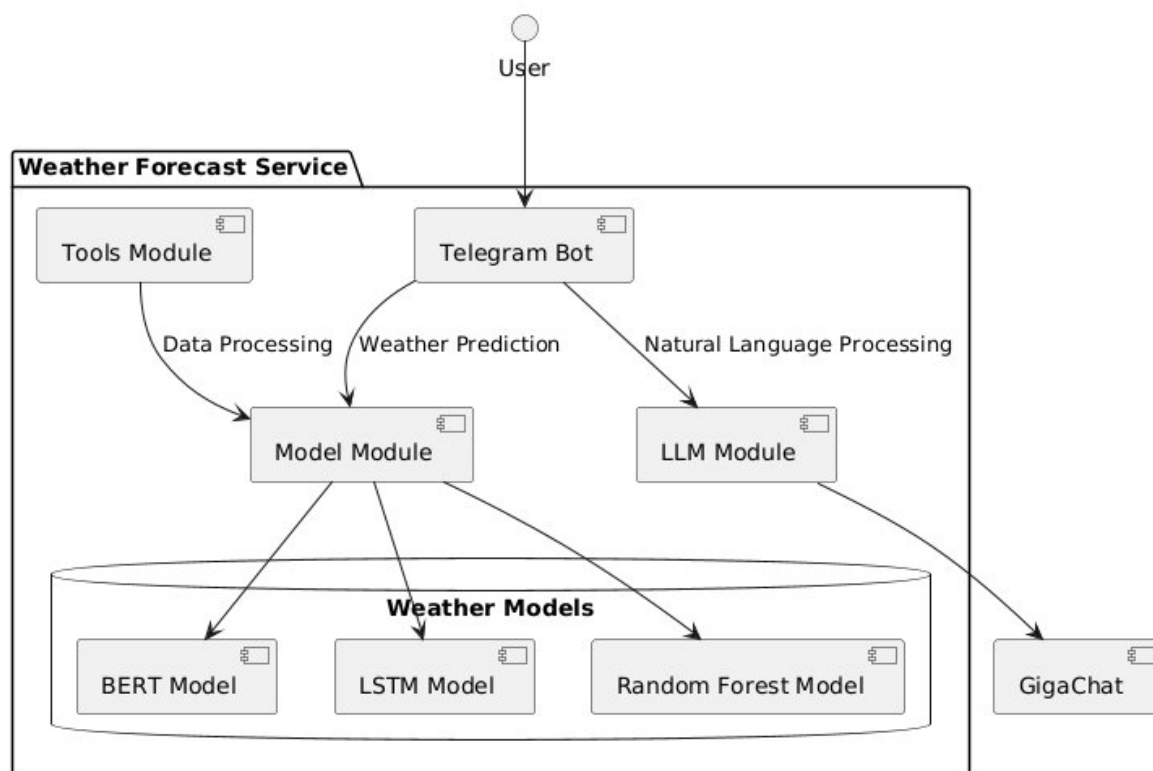 User
Weather Forecast Service
Tools Module
Telegram Bot
Data Processing
Weather Prediction
Natural Language Processing
Model Module
LLM Module
Weather Models
BERT Model
LSTM Model
Random Forest Model
GigaChat